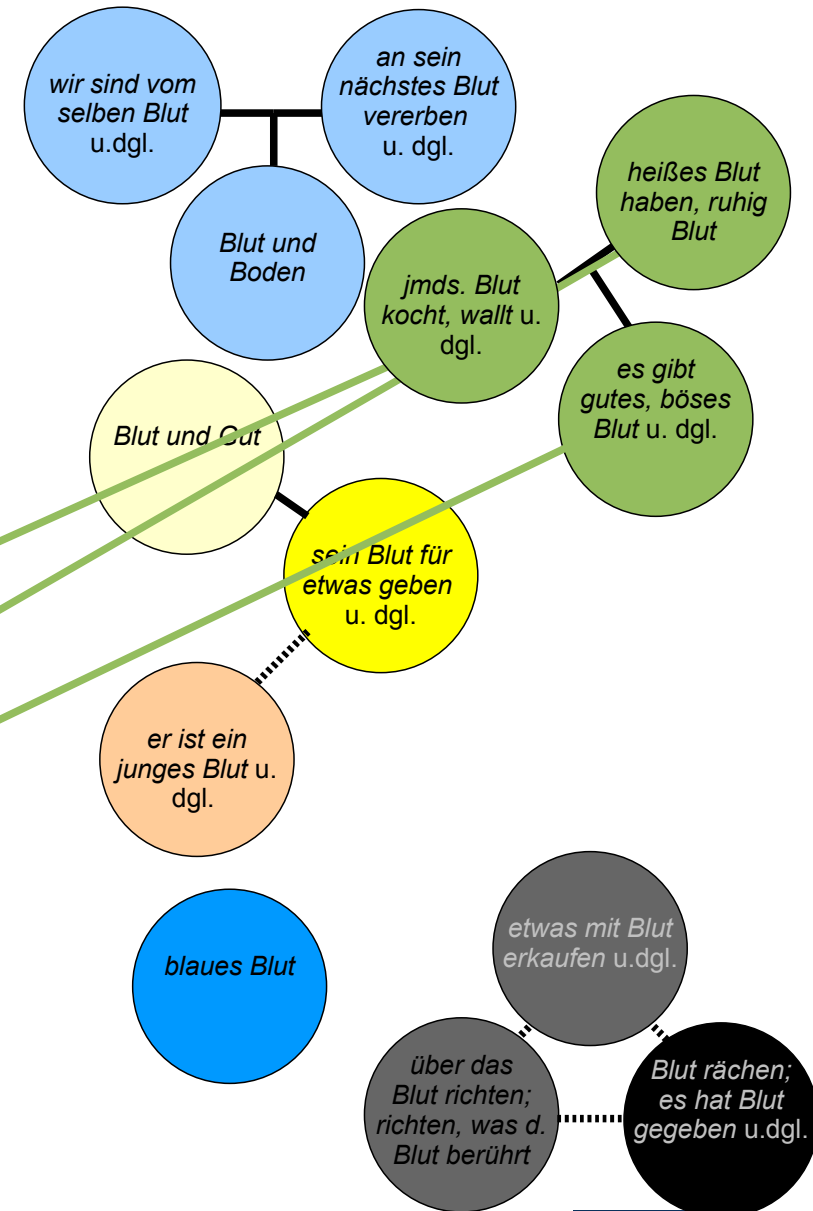 wir sind vom
selben Blut
u.dgl.
an sein
nächstes Blut
vererben
u. dgl.
Blut und
Boden
heißes Blut
haben, ruhig
Blut
jmds. Blut
kocht, wallt u.
dgl.
es gibt
gutes, böses
Blut u. dgl.
Blut und Gut
sein Blut für
etwas geben
u. dgl.
er ist ein
junges Blut u.
dgl.
blaues Blut
etwas mit Blut
erkaufen u.dgl.
über das
Blut richten;
richten, was d.
Blut berührt
Blut rächen;
es hat Blut
gegeben u.dgl.